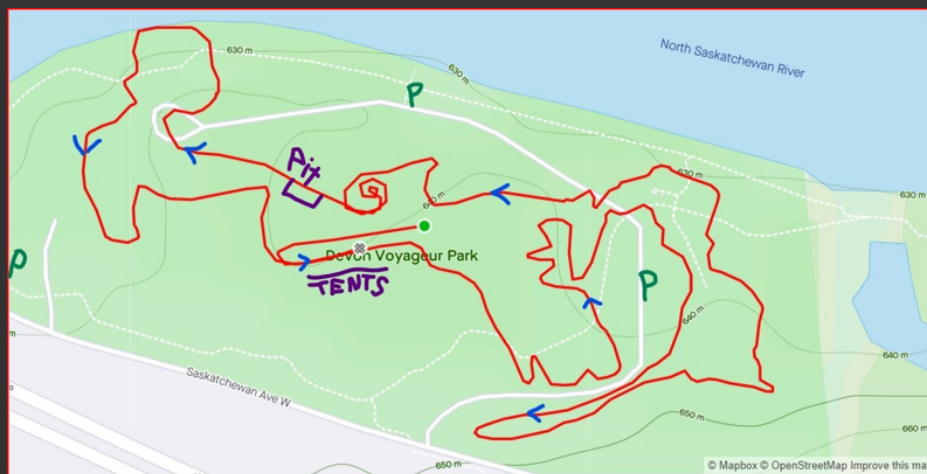 North Saskatchewan River
630 m
630 m
P
Pit
630 m
630 m
640 m
P
Devon Voyageur Park
TENTS
P
640 m
m
640 m
Saskatchewan Ave W
650 m
660 m
650 m
© Mapbox © OpenStreetMap Improve this ma